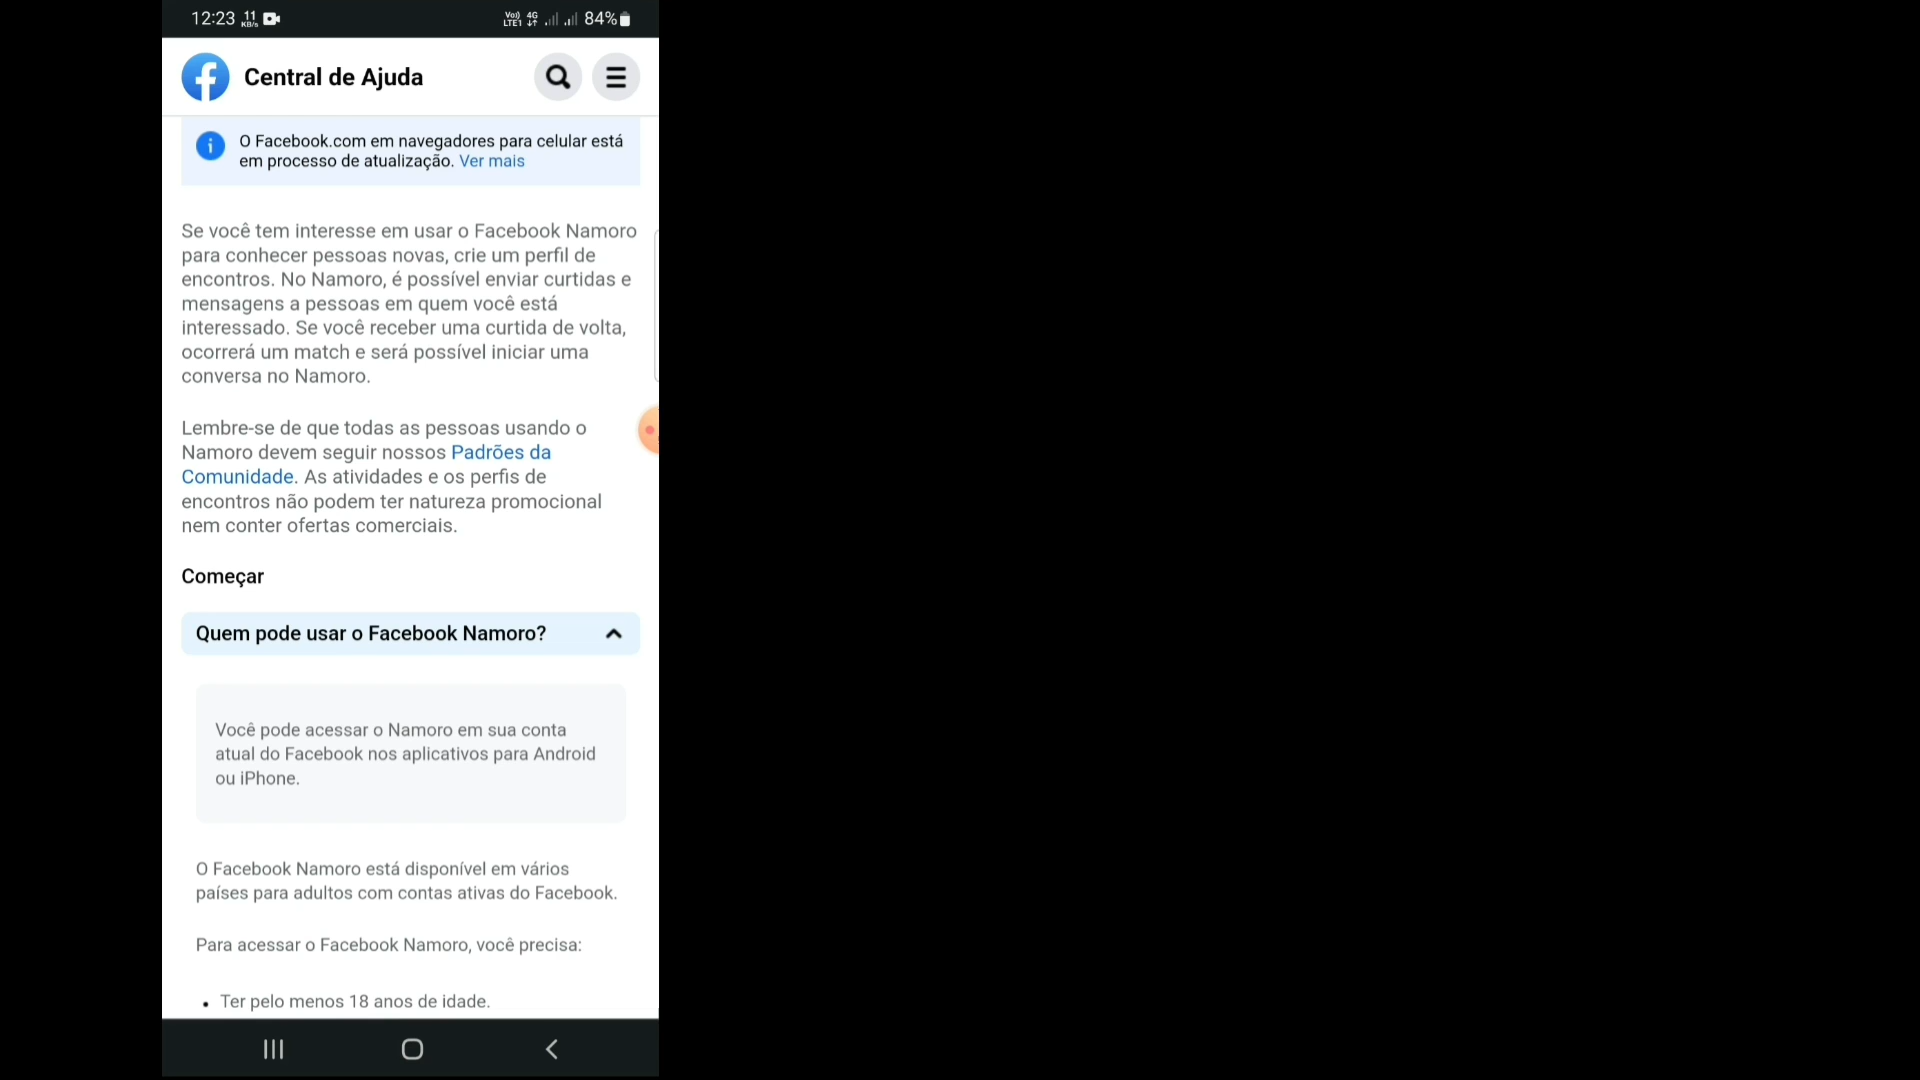 12:23 11 KB/s Vo) LTE1 4G 84%
Central de Ajuda
O Facebook.com em navegadores para celular está
em processo de atualização. Ver mais
Se você tem interesse em usar o Facebook Namoro
para conhecer pessoas novas, crie um perfil de
encontros. No Namoro, é possível enviar curtidas e
mensagens a pessoas em quem você está
interessado. Se você receber uma curtida de volta,
ocorrerá um match e será possível iniciar uma
conversa no Namoro.
Lembre-se de que todas as pessoas usando o
Namoro devem seguir nossos Padrões da
Comunidade. As atividades e os perfis de
encontros não podem ter natureza promocional
nem conter ofertas comerciais.
Começar
Quem pode usar o Facebook Namoro?
Você pode acessar o Namoro em sua conta
atual do Facebook nos aplicativos para Android
ou iPhone.
O Facebook Namoro está disponível em vários
países para adultos com contas ativas do Facebook.
Para acessar o Facebook Namoro, você precisa:
• Ter pelo menos 18 anos de idade.